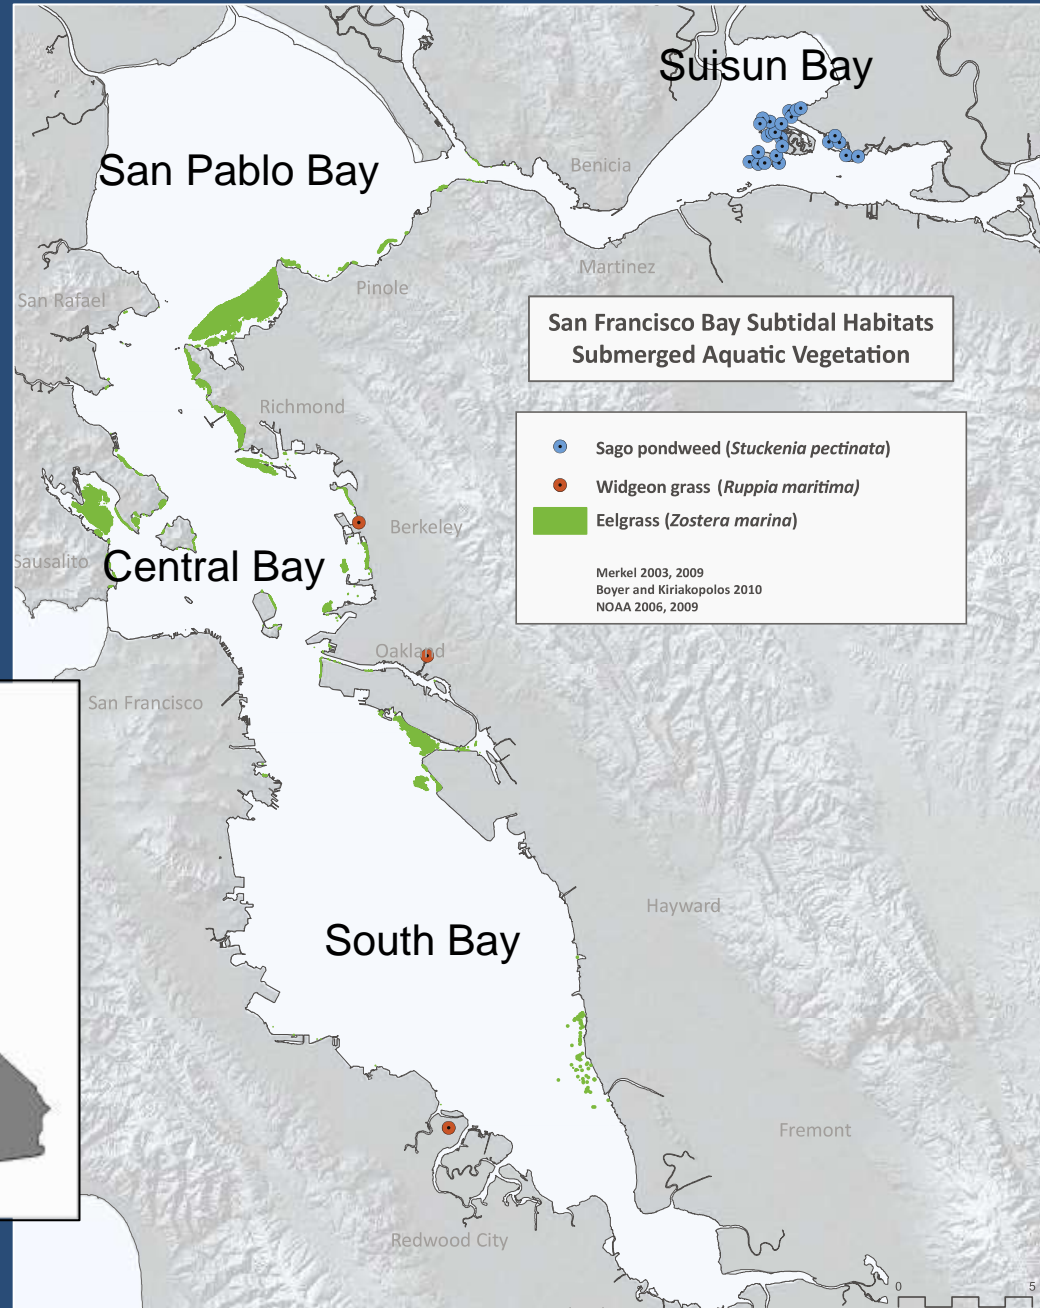 Suisun Bay
San Pablo Bay
Benicia
Martinez
Pinole
San Rafael
San Francisco Bay Subtidal Habitats
Submerged Aquatic Vegetation
Richmond
Sago pondweed (Stuckenia pectinata)
Widgeon grass (Ruppia maritima)
Eelgrass (Zostera marina)
Merkel 2003, 2009
Boyer and Kiriakopolos 2010
NOAA 2006, 2009
Berkeley
Sausalito
Central Bay
Oakland
San Francisco
Hayward
South Bay
Fremont
Redwood City
0 5